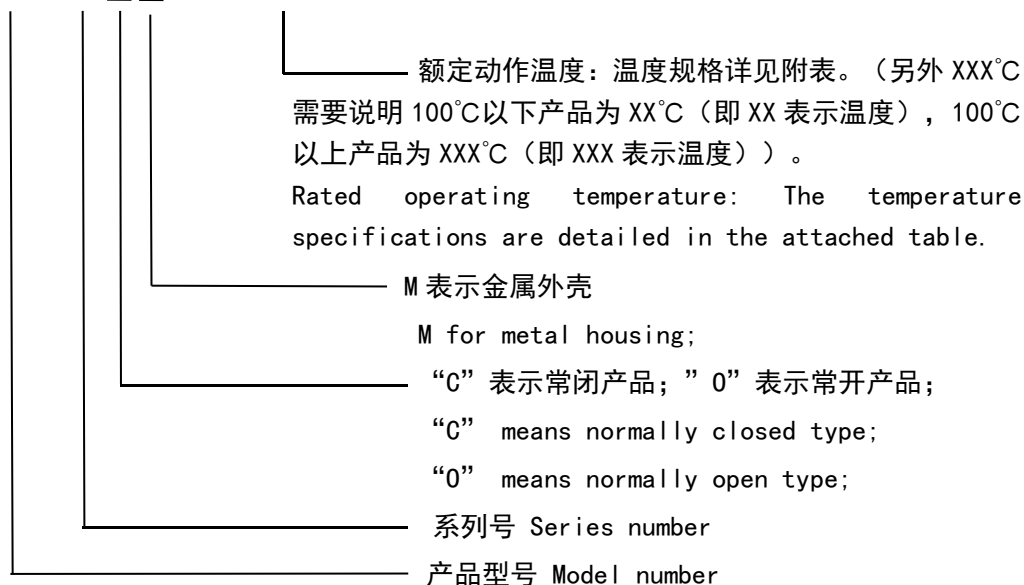 额定动作温度：温度规格详见附表。（另外 XXX℃
需要说明 100℃以下产品为 XX℃（即 XX 表示温度），100℃
以上产品为 XXX℃（即 XXX 表示温度））。
Rated operating temperature: The temperature
specifications are detailed in the attached table.
M 表示金属外壳
M for metal housing;
“C”表示常闭产品；”O”表示常开产品；
“C” means normally closed type;
“O” means normally open type;
系列号 Series number
产品型号 Model number